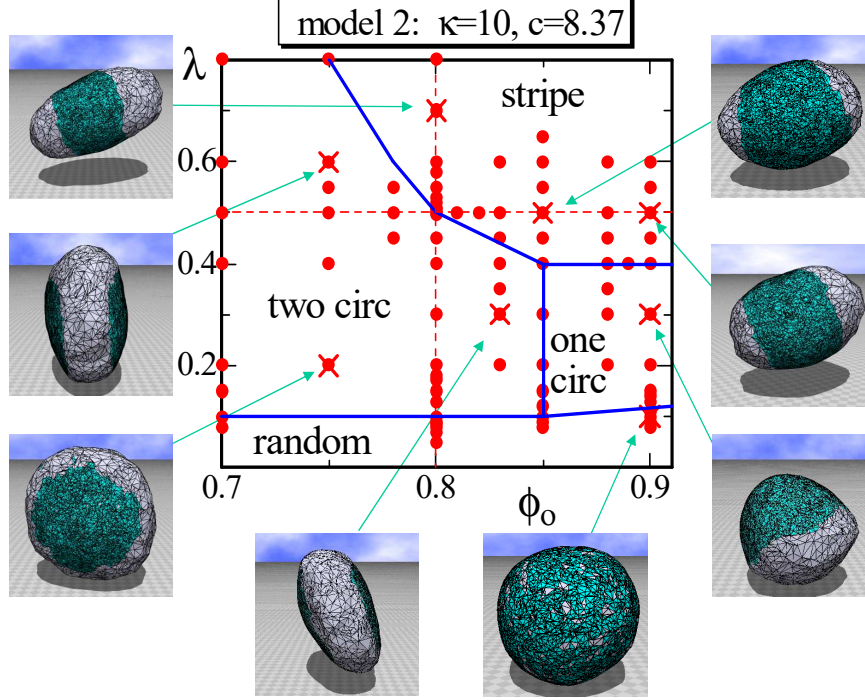 model 2: κ=10, c=8.37
λ
stripe
0.6
0.4
two circ
one
circ
0.2
random
0.7
0.8
0.9
ϕo